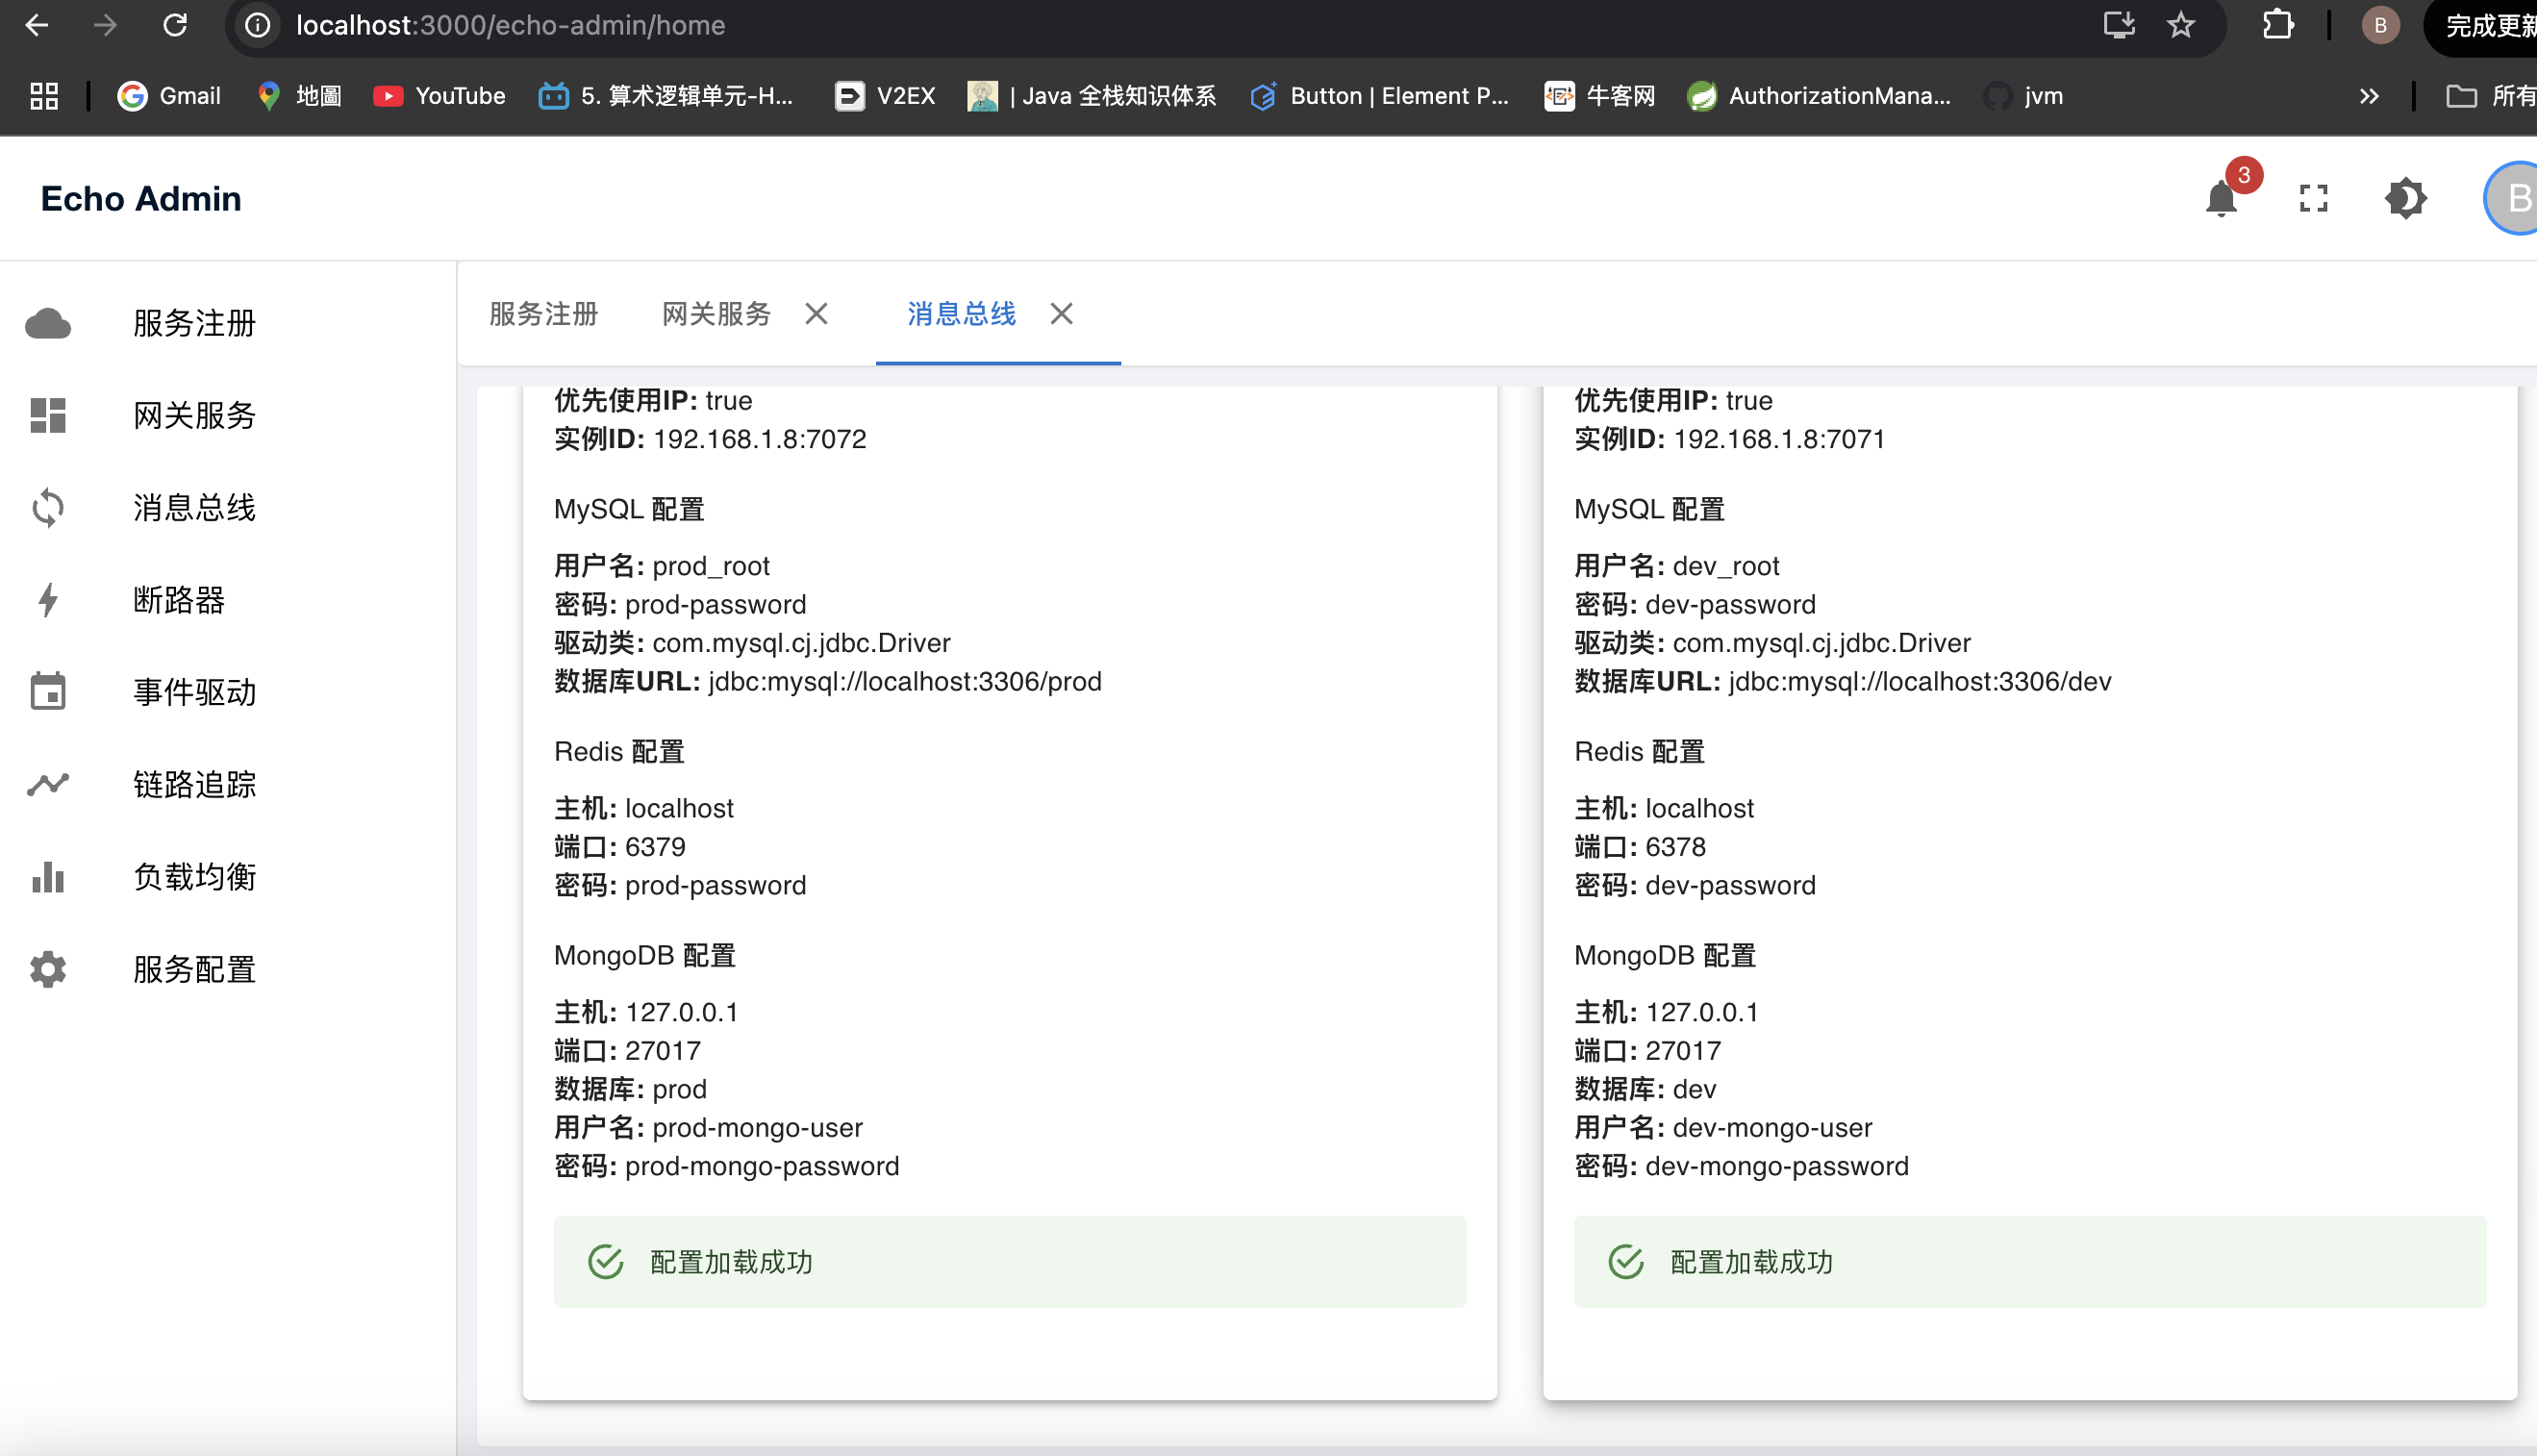 localhost:3000/echo-admin/home
B
完成更新
Gmail
地圖
YouTube
5. 算术逻辑单元-H...
V2EX
| Java 全栈知识体系
Button | Element P...
牛客网
AuthorizationMana...
jvm
所有
Echo Admin
3
B
服务注册
网关服务
消息总线
断路器
事件驱动
链路追踪
负载均衡
服务配置
服务注册
网关服务
消息总线
优先使用IP: true
实例ID: 192.168.1.8:7072
MySQL 配置
用户名: prod_root
密码: prod-password
驱动类: com.mysql.cj.jdbc.Driver
数据库URL: jdbc:mysql://localhost:3306/prod
Redis 配置
主机: localhost
端口: 6379
密码: prod-password
MongoDB 配置
主机: 127.0.0.1
端口: 27017
数据库: prod
用户名: prod-mongo-user
密码: prod-mongo-password
配置加载成功
优先使用IP: true
实例ID: 192.168.1.8:7071
MySQL 配置
用户名: dev_root
密码: dev-password
驱动类: com.mysql.cj.jdbc.Driver
数据库URL: jdbc:mysql://localhost:3306/dev
Redis 配置
主机: localhost
端口: 6378
密码: dev-password
MongoDB 配置
主机: 127.0.0.1
端口: 27017
数据库: dev
用户名: dev-mongo-user
密码: dev-mongo-password
配置加载成功